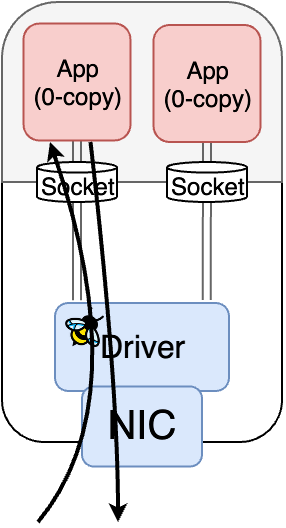 App
(0-copy)
App
(0-copy)
Socket
Socket
Driver
NIC